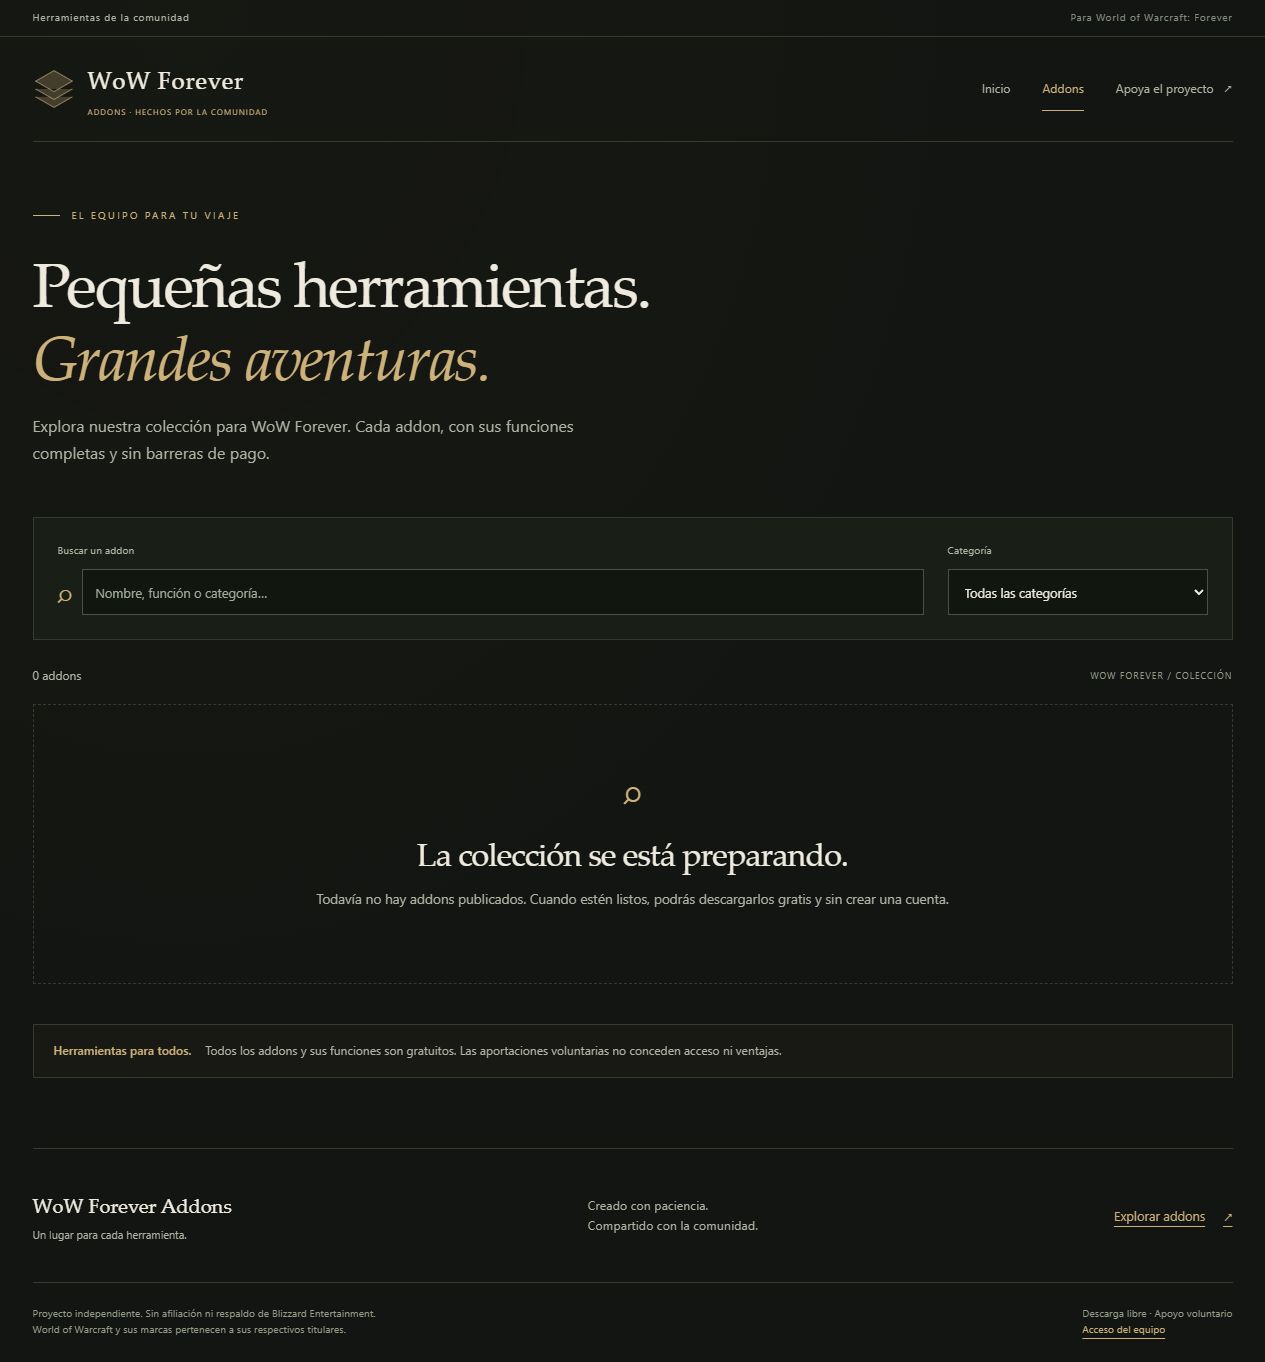 Herramientas de la comunidad
Para World of Warcraft: Forever
WoW Forever
ADDONS · HECHOS POR LA COMUNIDAD
Inicio
Addons
Apoya el proyecto ↗
EL EQUIPO PARA TU VIAJE
Pequeñas herramientas.
Grandes aventuras.
Explora nuestra colección para WoW Forever. Cada addon, con sus funciones
completas y sin barreras de pago.
Buscar un addon
Categoría
Nombre, función o categoría...
Todas las categorías
0 addons
WOW FOREVER / COLECCIÓN
La colección se está preparando.
Todavía no hay addons publicados. Cuando estén listos, podrás descargarlos gratis y sin crear una cuenta.
Herramientas para todos. Todos los addons y sus funciones son gratuitos. Las aportaciones voluntarias no conceden acceso ni ventajas.
WoW Forever Addons
Un lugar para cada herramienta.
Creado con paciencia.
Compartido con la comunidad.
Explorar addons ↗
Proyecto independiente. Sin afiliación ni respaldo de Blizzard Entertainment.
World of Warcraft y sus marcas pertenecen a sus respectivos titulares.
Descarga libre · Apoyo voluntario
Acceso del equipo